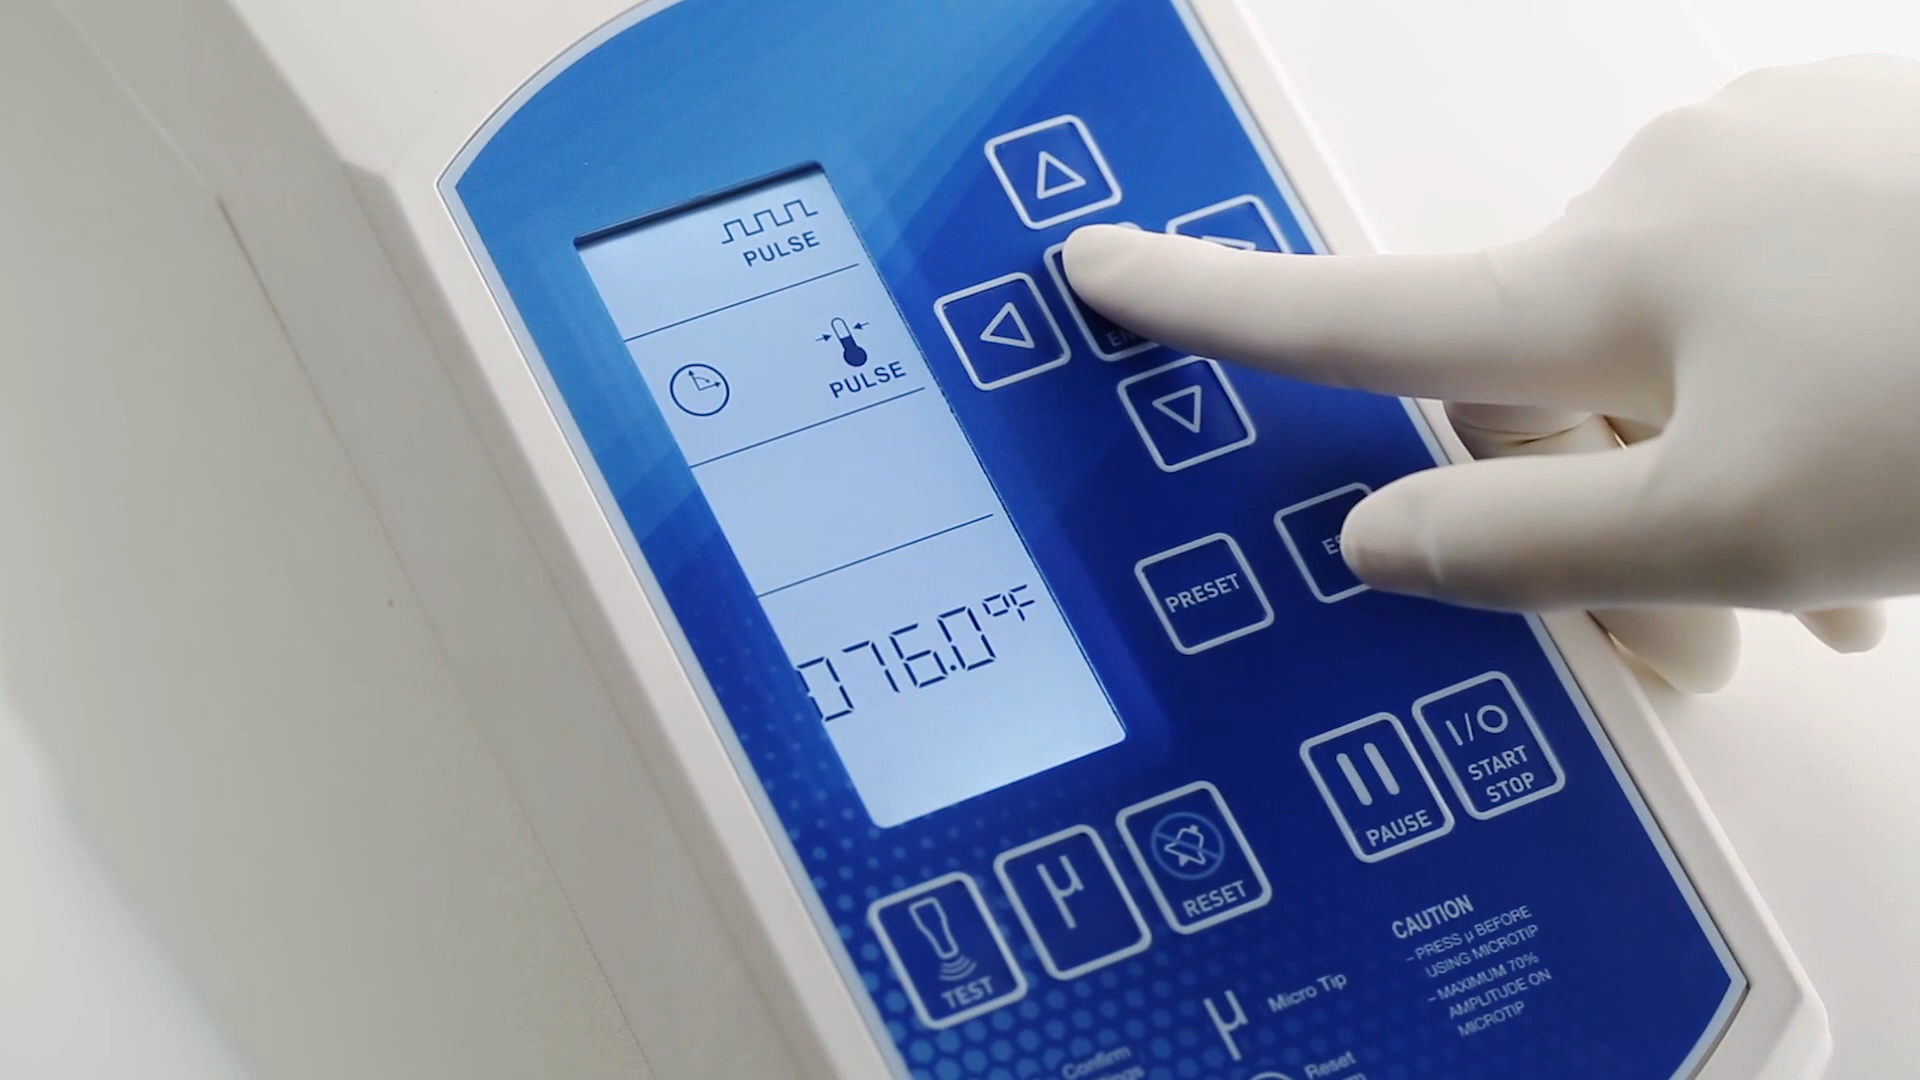 PULSE
PULSE
076.0°F
PRESET
PAUSE
I/O
START
STOP
TEST
µ
RESET
CAUTION
– PRESS µ BEFORE
USING MICROTIP
– MAXIMUM 70%
AMPLITUDE ON
MICROTIP
µ Micro Tip
Confirm
Reset